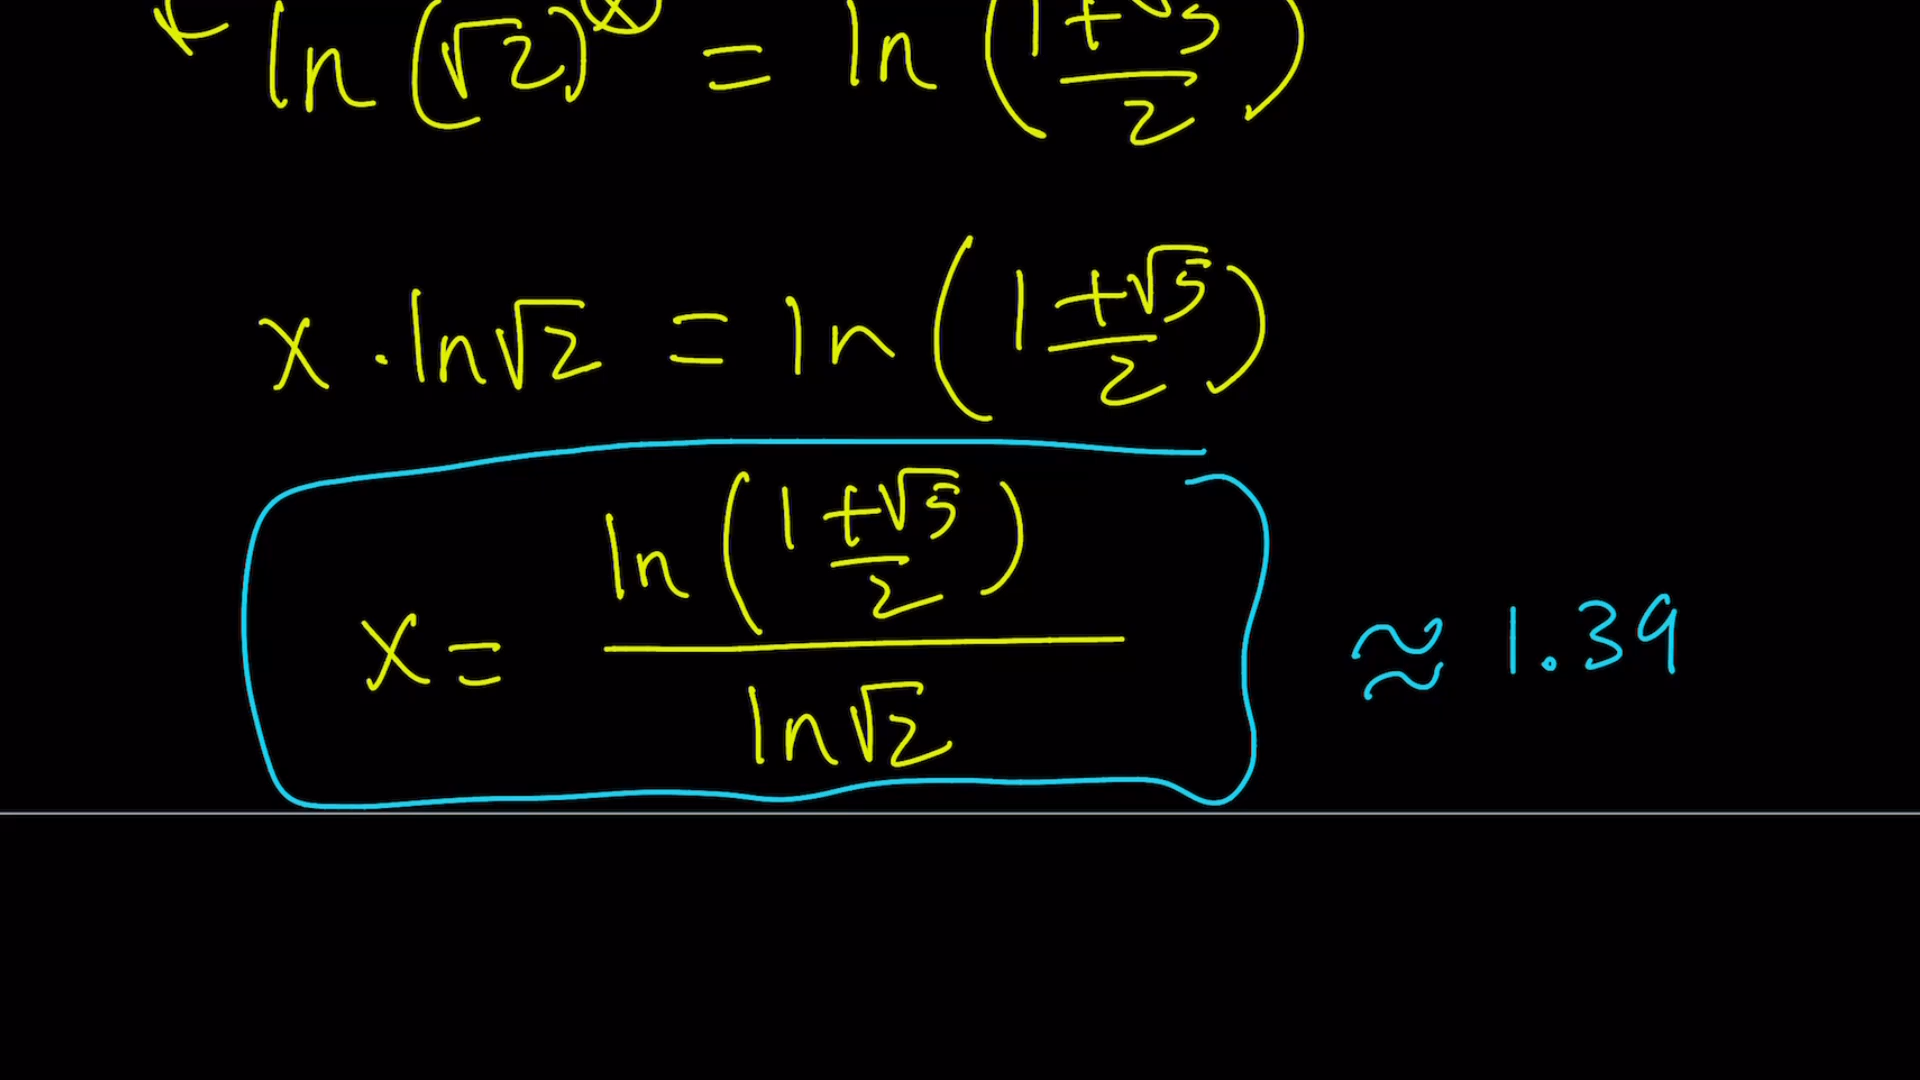 ln (√2)^x = ln ((1+√5)/2)
x · ln√2 = ln ((1+√5)/2)
x = ln ((1+√5)/2) / ln√2 ≈ 1.39